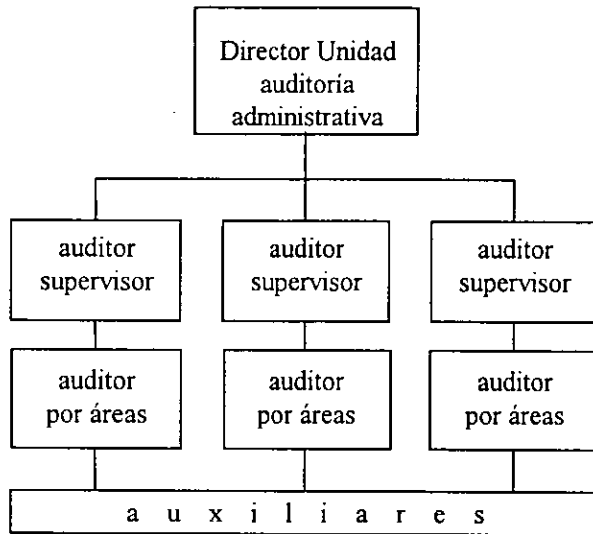 Director Unidad
auditoría
administrativa
auditor
supervisor
auditor
supervisor
auditor
supervisor
auditor
por áreas
auditor
por áreas
auditor
por áreas
a u x i l i a r e s